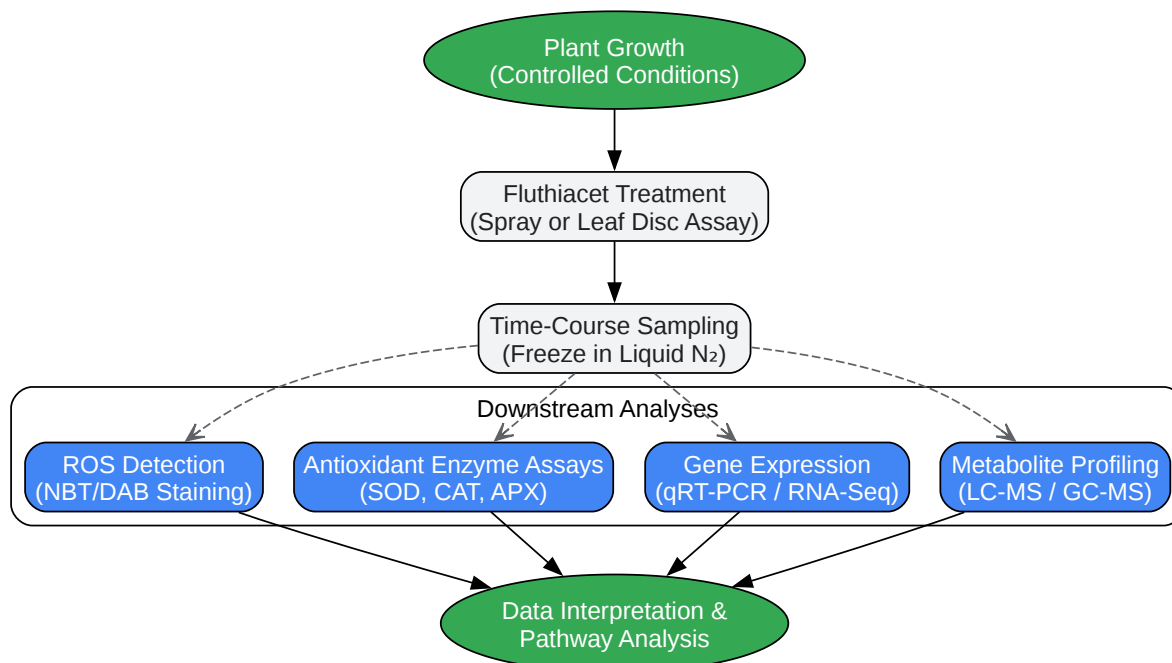 Plant Growth
(Controlled Conditions)
Fluthiacet Treatment
(Spray or Leaf Disc Assay)
Time-Course Sampling
(Freeze in Liquid N₂)
Downstream Analyses
ROS Detection
(NBT/DAB Staining)
Antioxidant Enzyme Assays
(SOD, CAT, APX)
Gene Expression
(qRT-PCR / RNA-Seq)
Metabolite Profiling
(LC-MS / GC-MS)
Data Interpretation &
Pathway Analysis